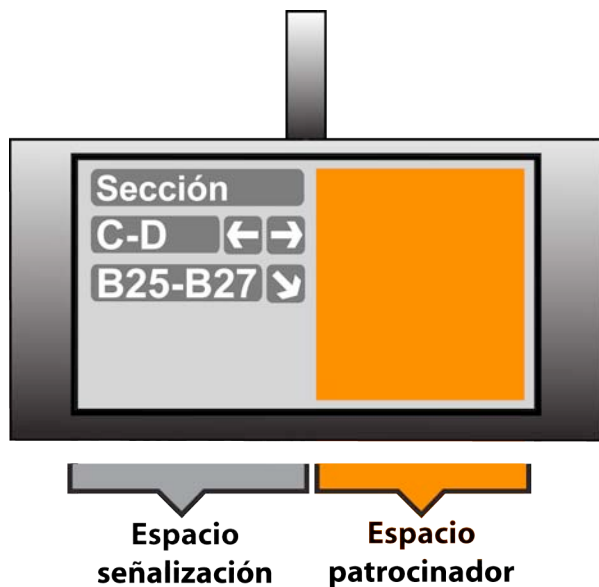 Sección
C-D ← →
B25-B27 ↘
Espacio
señalización
Espacio
patrocinador